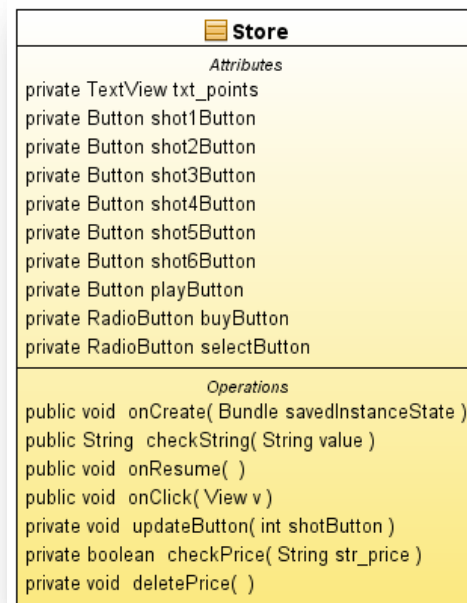 Store
Attributes
private TextView txt_points
private Button shot1Button
private Button shot2Button
private Button shot3Button
private Button shot4Button
private Button shot5Button
private Button shot6Button
private Button playButton
private RadioButton buyButton
private RadioButton selectButton
Operations
public void onCreate( Bundle savedInstanceState )
public String checkString( String value )
public void onResume( )
public void onClick( View v )
private void updateButton( int shotButton )
private boolean checkPrice( String str_price )
private void deletePrice( )